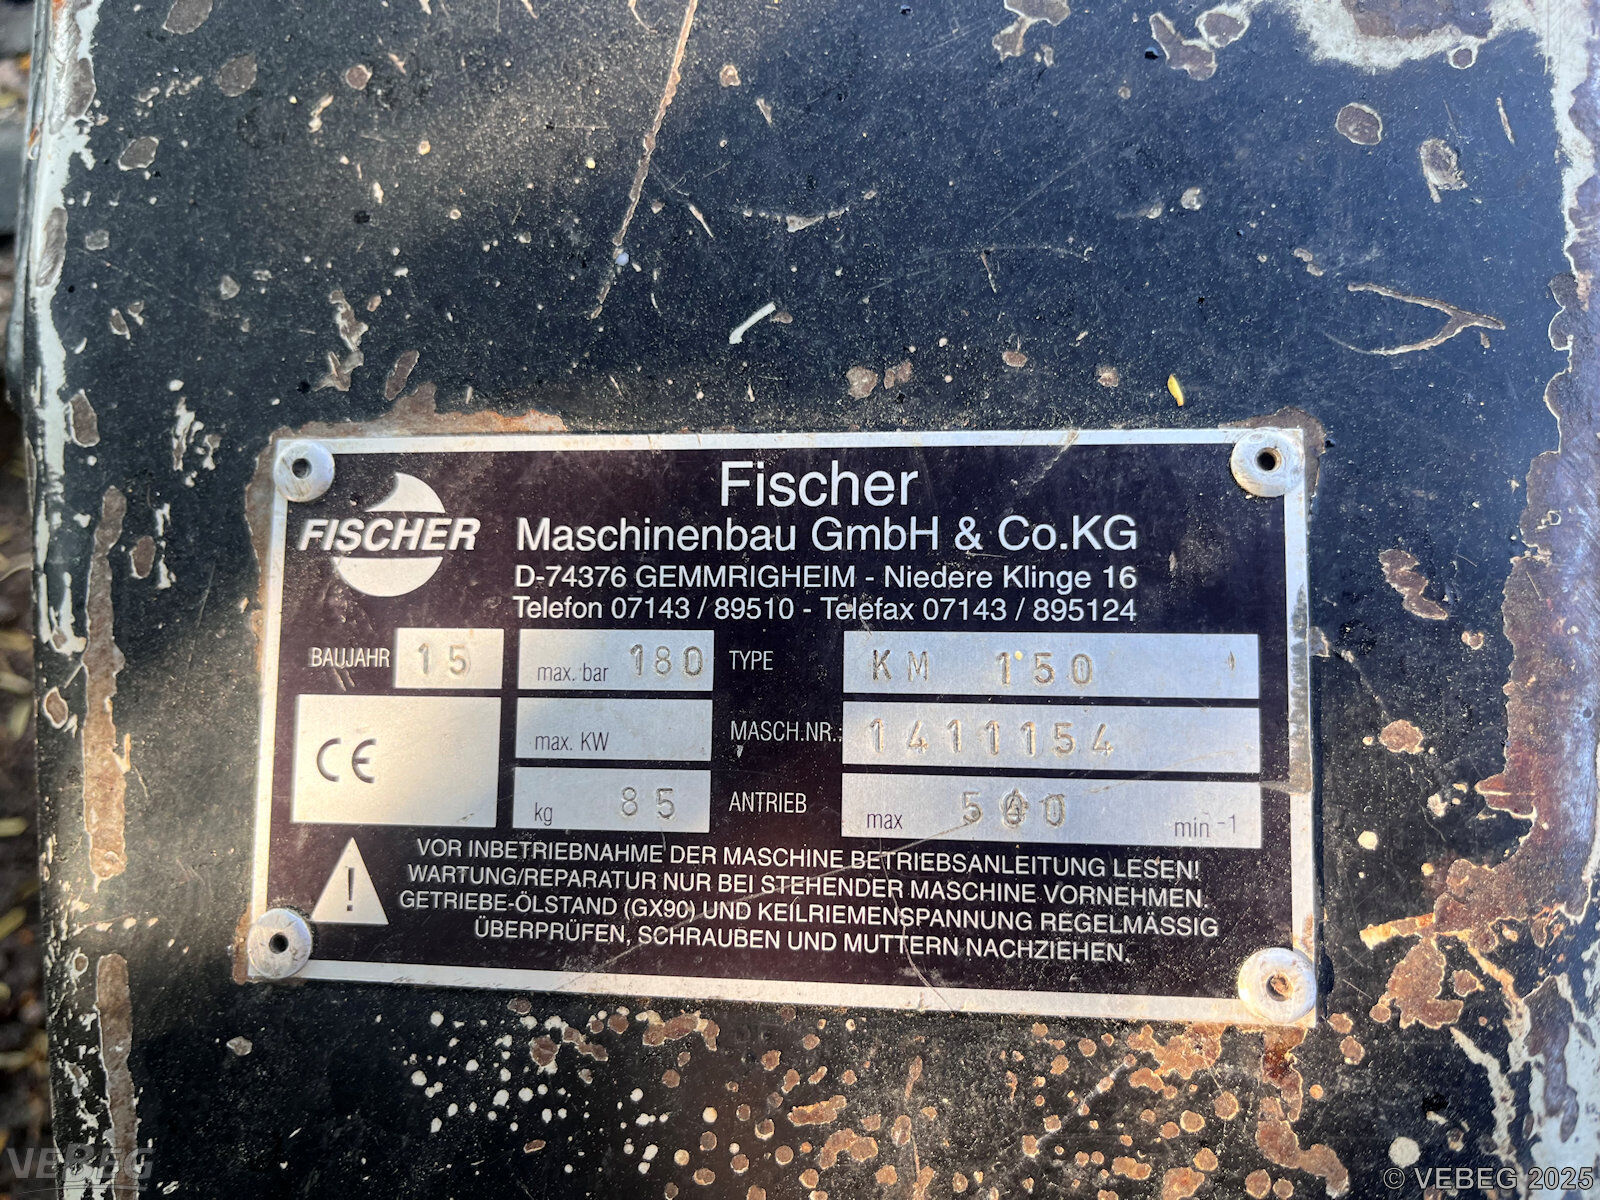 Fischer
FISCHER
Maschinenbau GmbH & Co.KG
D-74376 GEMMRIGHEIM - Niedere Klinge 16
Telefon 07143 / 89510 - Telefax 07143 / 895124
BAUJAHR 15 max. bar 180 TYPE KM 150
CE max. KW MASCH.NR.: 1411154
kg 85 ANTRIEB max min⁻¹
VOR INBETRIEBNAHME DER MASCHINE BETRIEBSANLEITUNG LESEN!
WARTUNG/REPARATUR NUR BEI STEHENDER MASCHINE VORNEHMEN.
GETRIEBE-ÖLSTAND (GX90) UND KEILRIEMENSPANNUNG REGELMÄSSIG
ÜBERPRÜFEN, SCHRAUBEN UND MUTTERN NACHZIEHEN.
VEBEG
© VEBEG 2025